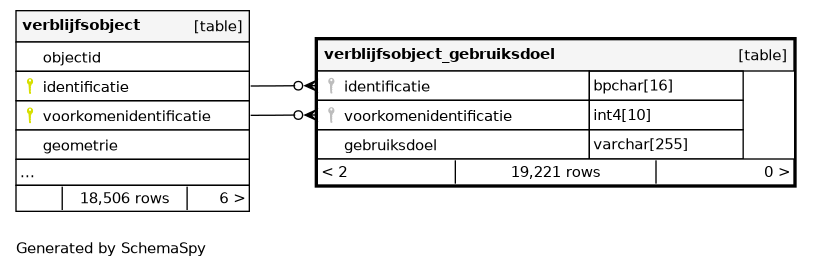 verblijfsobject [table]
objectid
identificatie
voorkomenidentificatie
geometrie
...
18,506 rows 6 >
verblijfsobject_gebruiksdoel [table]
identificatie bpchar[16]
voorkomenidentificatie int4[10]
gebruiksdoel varchar[255]
< 2 19,221 rows 0 >
Generated by SchemaSpy